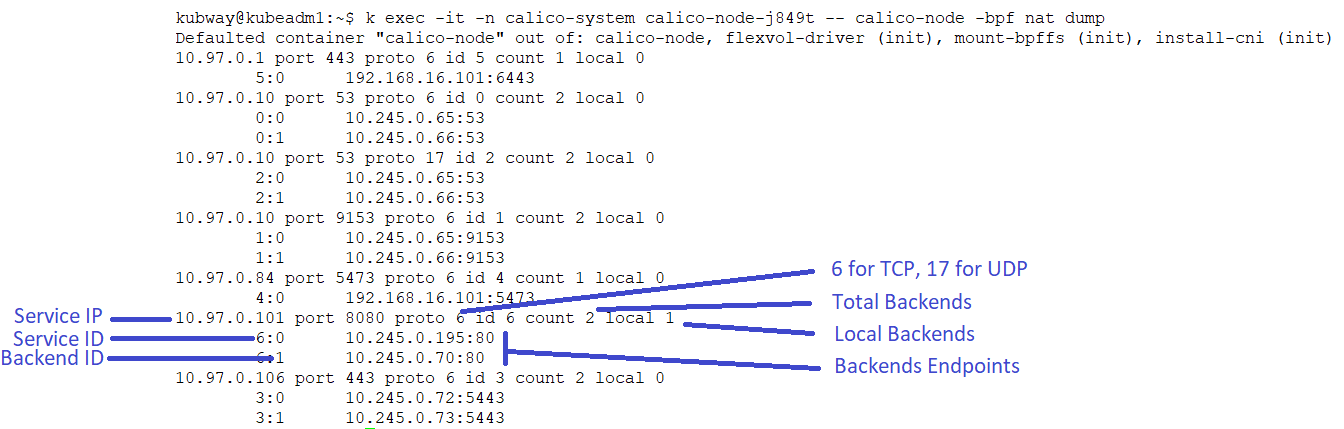 kubway@kubeadm1:~$ k exec -it -n calico-system calico-node-j849t -- calico-node -bpf nat dump
Defaulted container "calico-node" out of: calico-node, flexvol-driver (init), mount-bpffs (init), install-cni (init)
10.97.0.1 port 443 proto 6 id 5 count 1 local 0
5:0 192.168.16.101:6443
10.97.0.10 port 53 proto 6 id 0 count 2 local 0
0:0 10.245.0.65:53
0:1 10.245.0.66:53
10.97.0.10 port 53 proto 17 id 2 count 2 local 0
2:0 10.245.0.65:53
2:1 10.245.0.66:53
10.97.0.10 port 9153 proto 6 id 1 count 2 local 0
1:0 10.245.0.65:9153
1:1 10.245.0.66:9153
10.97.0.84 port 5473 proto 6 id 4 count 1 local 0
6 for TCP, 17 for UDP
4:0 192.168.16.101:5473
Total Backends
Service IP 10.97.0.101 port 8080 proto 6 id 6 count 2 local 1
Local Backends
Service ID 6:0 10.245.0.195:80
Backend ID 6:1 10.245.0.70:80
Backends Endpoints
10.97.0.106 port 443 proto 6 id 3 count 2 local 0
3:0 10.245.0.72:5443
3:1 10.245.0.73:5443